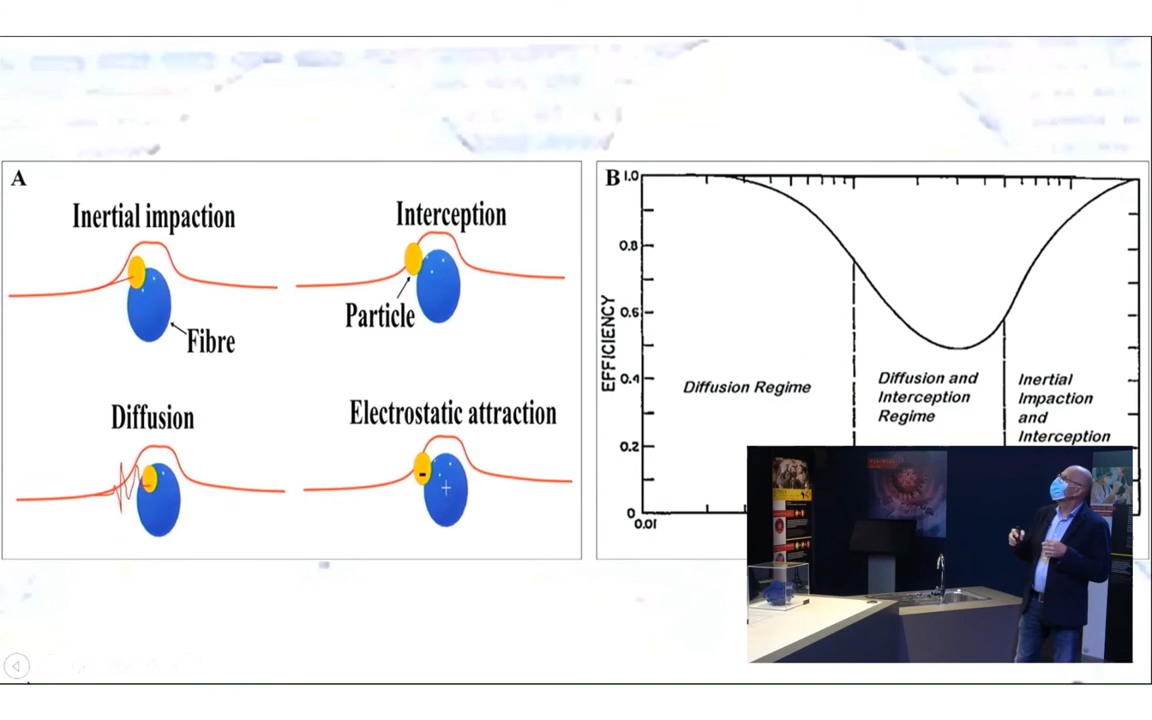 A
Inertial impaction
Interception
Particle
Fibre
Diffusion
Electrostatic attraction
-
+
B
1.0
0.8
0.6
0.4
0.2
0
0.01
EFFICIENCY
Diffusion Regime
Diffusion and
Interception
Regime
Inertial
Impaction
and
Interception